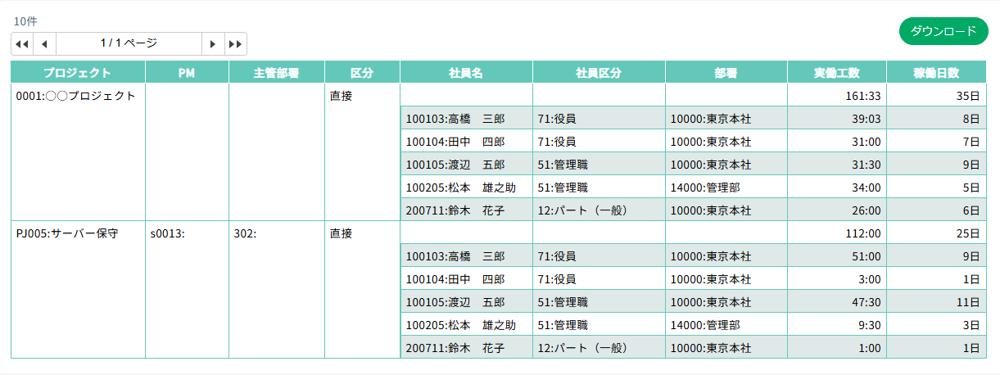 10件
ダウンロード
1 / 1 ページ
プロジェクト PM 主管部署 区分 社員名 社員区分 部署 実働工数 稼働日数
0001:〇〇プロジェクト 直接 161:33 35日
100103:高橋　三郎 71:役員 10000:東京本社 39:03 8日
100104:田中　四郎 71:役員 10000:東京本社 31:00 7日
100105:渡辺　五郎 51:管理職 10000:東京本社 31:30 9日
100205:松本　雄之助 51:管理職 14000:管理部 34:00 5日
200711:鈴木　花子 12:パート（一般） 10000:東京本社 26:00 6日
PJ005:サーバー保守 s0013: 302: 直接 112:00 25日
100103:高橋　三郎 71:役員 10000:東京本社 51:00 9日
100104:田中　四郎 71:役員 10000:東京本社 3:00 1日
100105:渡辺　五郎 51:管理職 10000:東京本社 47:30 11日
100205:松本　雄之助 51:管理職 14000:管理部 9:30 3日
200711:鈴木　花子 12:パート（一般） 10000:東京本社 1:00 1日